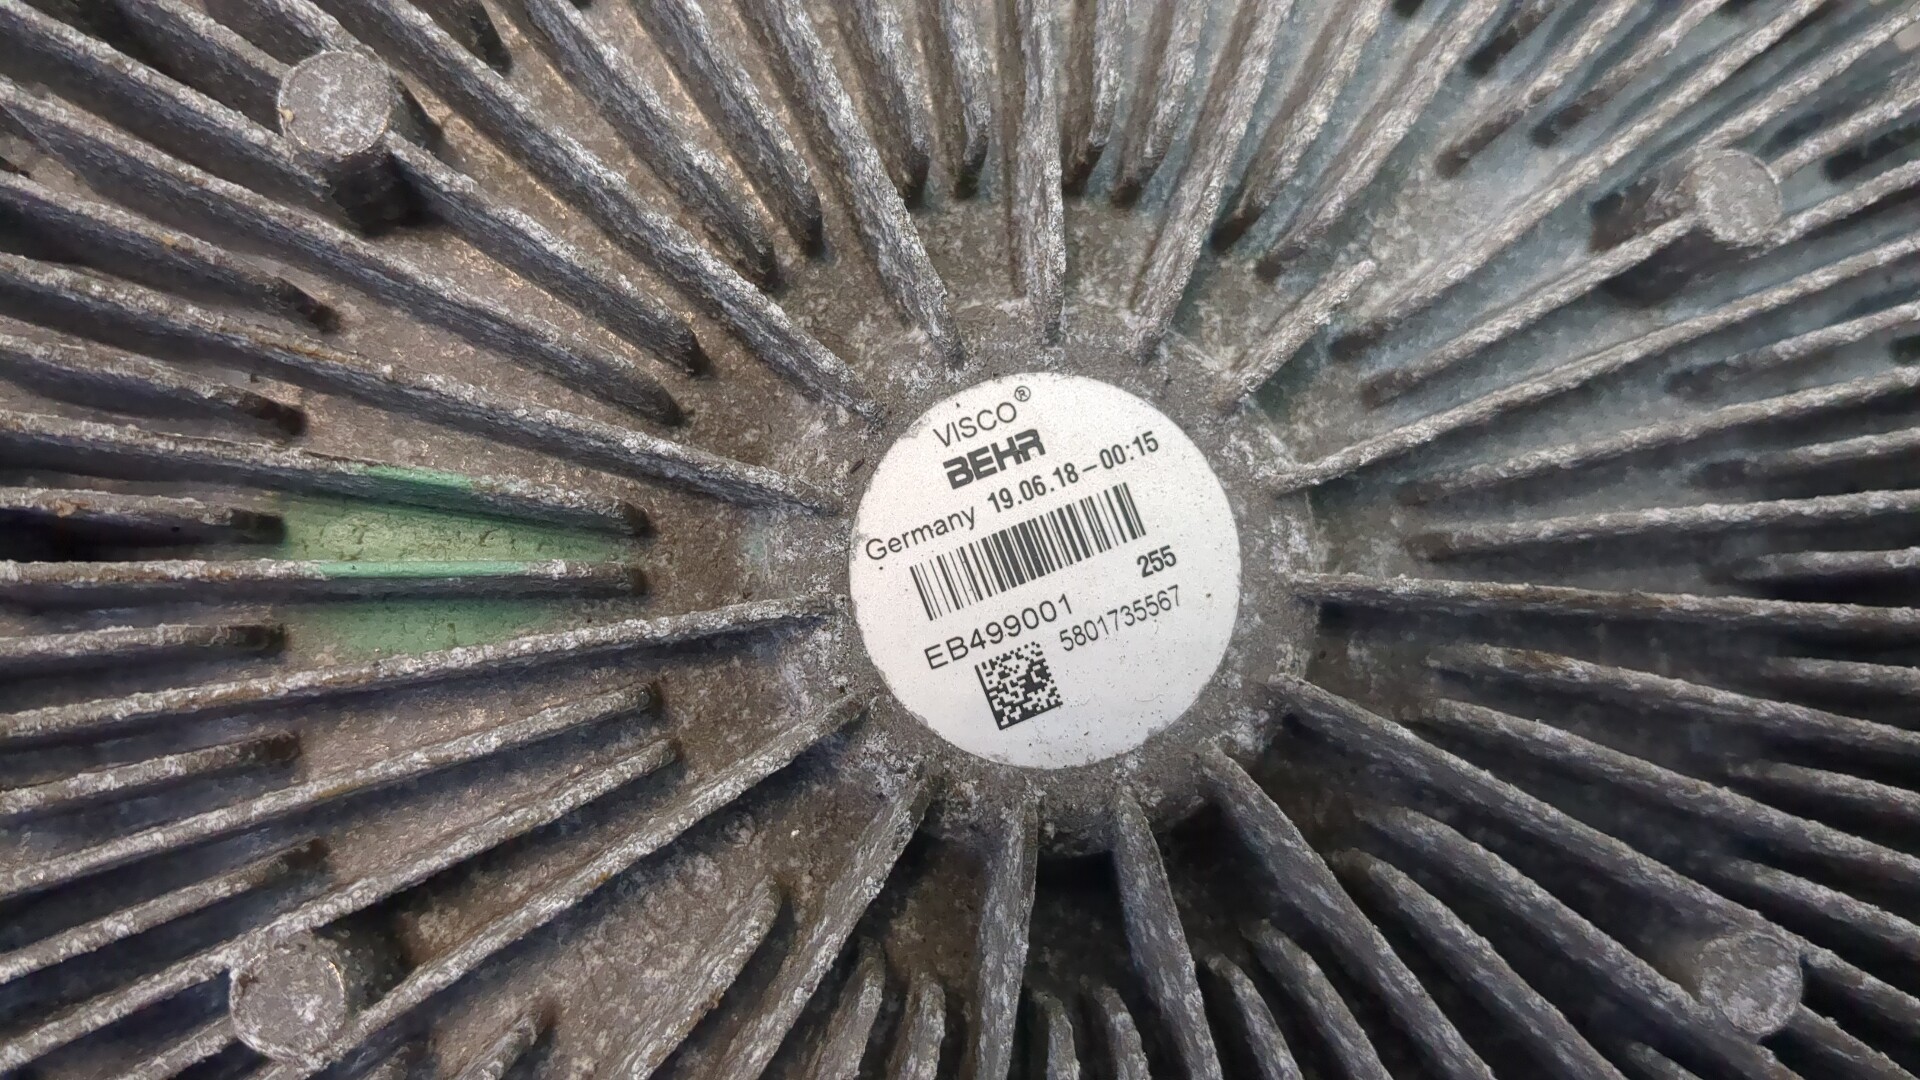 VISCO®
BEHR
Germany 19.06.18-00:15
255
EB499001
5801735567